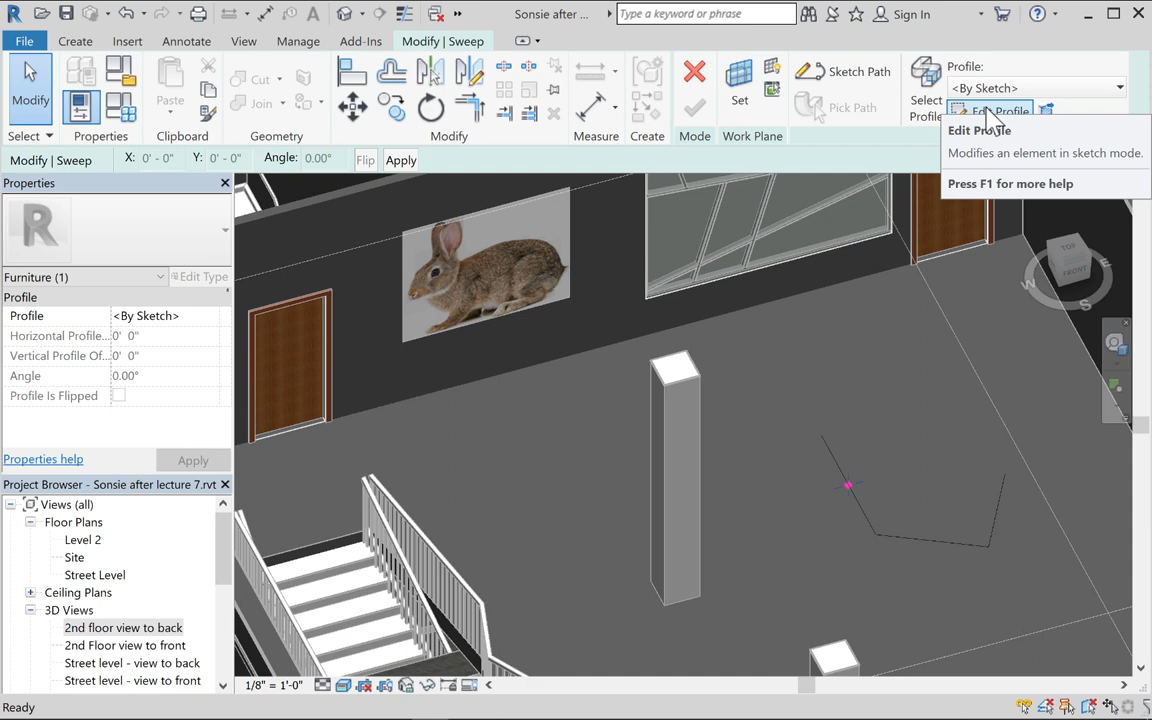 Sonsie after ...
Type a keyword or phrase
Sign In
File
Create
Insert
Annotate
View
Manage
Add-Ins
Modify | Sweep
Modify
Select
Properties
Paste
Clipboard
Cut
Join
Geometry
Modify
Measure
Create
Mode
Set
Work Plane
Sketch Path
Pick Path
Select
Profile
Profile:
<By Sketch>
Edit Profile
Edit Profile
Modifies an element in sketch mode.
Press F1 for more help
Modify | Sweep
X: 0' - 0"
Y: 0' - 0"
Angle: 0.00°
Flip
Apply
Properties
R
Furniture (1)
Edit Type
Profile
Profile <By Sketch>
Horizontal Profile... 0' 0"
Vertical Profile Of... 0' 0"
Angle 0.00°
Profile Is Flipped
Properties help
Apply
Project Browser - Sonsie after lecture 7.rvt
Views (all)
Floor Plans
Level 2
Site
Street Level
Ceiling Plans
3D Views
2nd floor view to back
2nd Floor view to front
Street level - view to back
Street level - view to front
TOP
FRONT
W
E
S
1/8" = 1'-0"
Ready